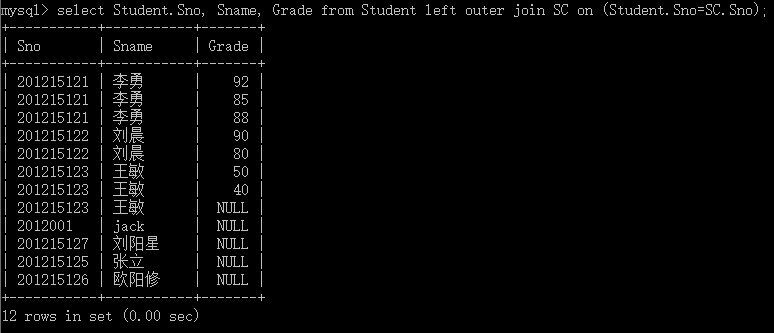 mysql> select Student.Sno, Sname, Grade from Student left outer join SC on (Student.Sno=SC.Sno);
+-----------+-----------+-------+
| Sno       | Sname     | Grade |
+-----------+-----------+-------+
| 201215121 | 李勇      |    92 |
| 201215121 | 李勇      |    85 |
| 201215121 | 李勇      |    88 |
| 201215122 | 刘晨      |    90 |
| 201215122 | 刘晨      |    80 |
| 201215123 | 王敏      |    50 |
| 201215123 | 王敏      |    40 |
| 201215123 | 王敏      |  NULL |
| 2012001   | jack      |  NULL |
| 201215127 | 刘阳星    |  NULL |
| 201215125 | 张立      |  NULL |
| 201215126 | 欧阳修    |  NULL |
+-----------+-----------+-------+
12 rows in set (0.00 sec)